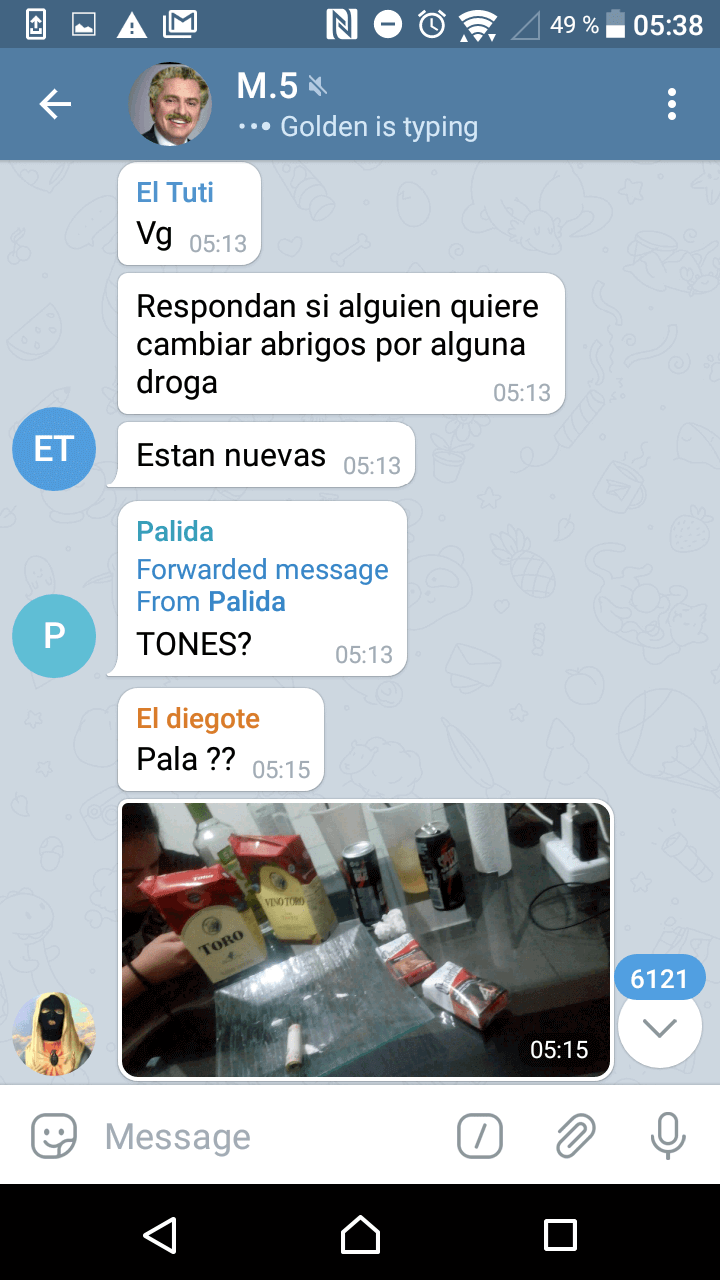 49 % 05:38
M.5
Golden is typing
El Tuti
Vg 05:13
Respondan si alguien quiere
cambiar abrigos por alguna
droga
05:13
ET
Estan nuevas 05:13
Palida
Forwarded message
From Palida
P
TONES? 05:13
El diegote
Pala ?? 05:15
TORO
VINO TORO
05:15
6121
Message